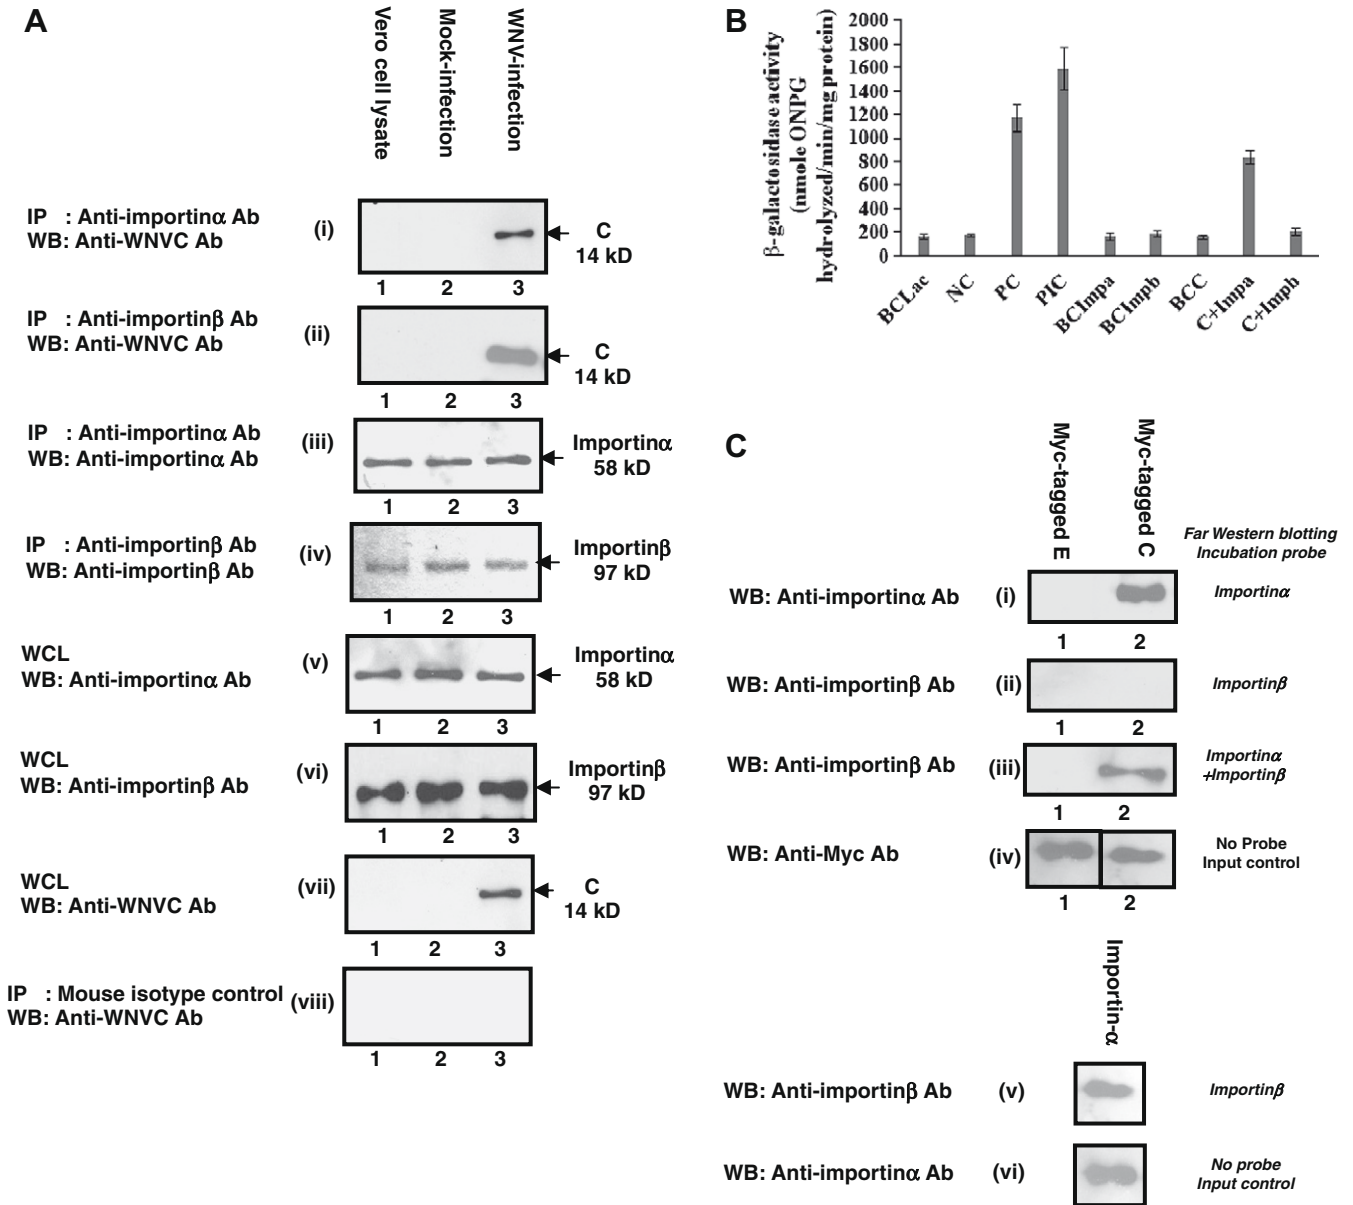 A
Vero cell lysate
Mock-infection
WNV-infection
IP : Anti-importinα Ab
WB: Anti-WNVC Ab
(i)
C
14 kD
1 2 3
IP : Anti-importinβ Ab
WB: Anti-WNVC Ab
(ii)
C
14 kD
1 2 3
IP : Anti-importinα Ab
WB: Anti-importinα Ab
(iii)
Importinα
58 kD
1 2 3
IP : Anti-importinβ Ab
WB: Anti-importinβ Ab
(iv)
Importinβ
97 kD
1 2 3
WCL
WB: Anti-importinα Ab
(v)
Importinα
58 kD
1 2 3
WCL
WB: Anti-importinβ Ab
(vi)
Importinβ
97 kD
1 2 3
WCL
WB: Anti-WNVC Ab
(vii)
C
14 kD
1 2 3
IP : Mouse isotype control
WB: Anti-WNVC Ab
(viii)
1 2 3
B
β-galactosidase activity
(nmole ONPG
hydrolyzed/min/mg protein)
2000
1800
1600
1400
1200
1000
800
600
400
200
0
BCLac
NC
PC
PIC
BCImpa
BCImpb
BCC
C+Impa
C+Impb
C
Myc-tagged E
Myc-tagged C
Far Western blotting
Incubation probe
WB: Anti-importinα Ab
(i)
Importinα
1 2
WB: Anti-importinβ Ab
(ii)
Importinβ
1 2
WB: Anti-importinβ Ab
(iii)
Importinα
+Importinβ
1 2
WB: Anti-Myc Ab
(iv)
No Probe
Input control
1 2
Importin-α
WB: Anti-importinβ Ab
(v)
Importinβ
WB: Anti-importinα Ab
(vi)
No probe
Input control